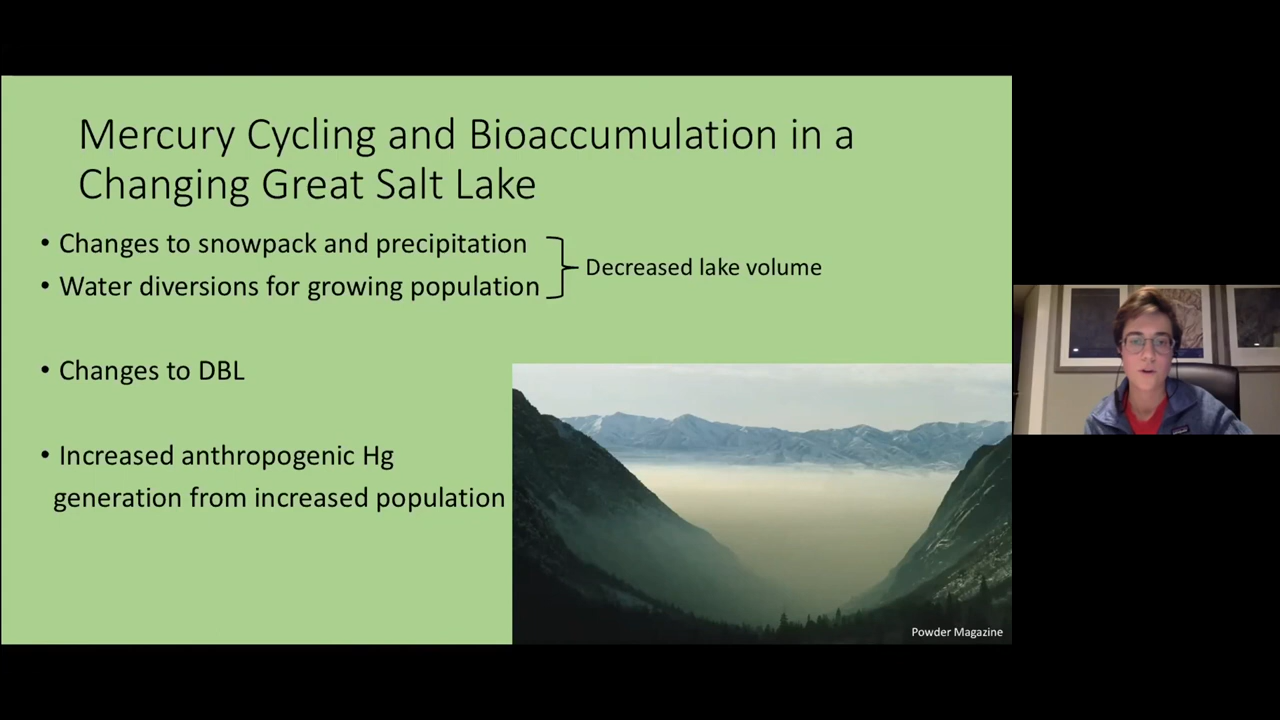 Mercury Cycling and Bioaccumulation in a
Changing Great Salt Lake
• Changes to snowpack and precipitation
• Water diversions for growing population
Decreased lake volume
• Changes to DBL
• Increased anthropogenic Hg
generation from increased population
Powder Magazine